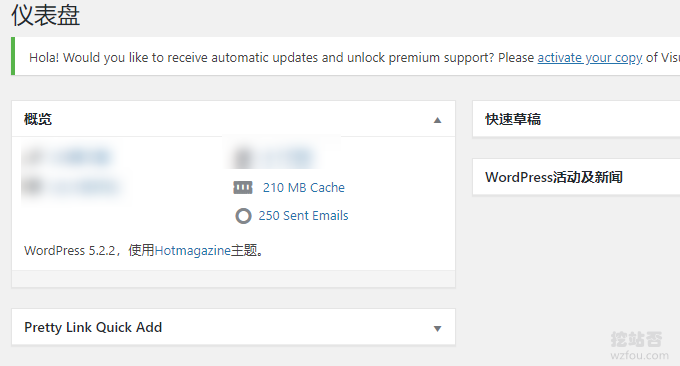 仪表盘
Hola! Would you like to receive automatic updates and unlock premium support? Please activate your copy of Visu
概览
快速草稿
210 MB Cache
250 Sent Emails
WordPress活动及新闻
WordPress 5.2.2，使用Hotmagazine主题。
Pretty Link Quick Add
挖站否
wzfou.com